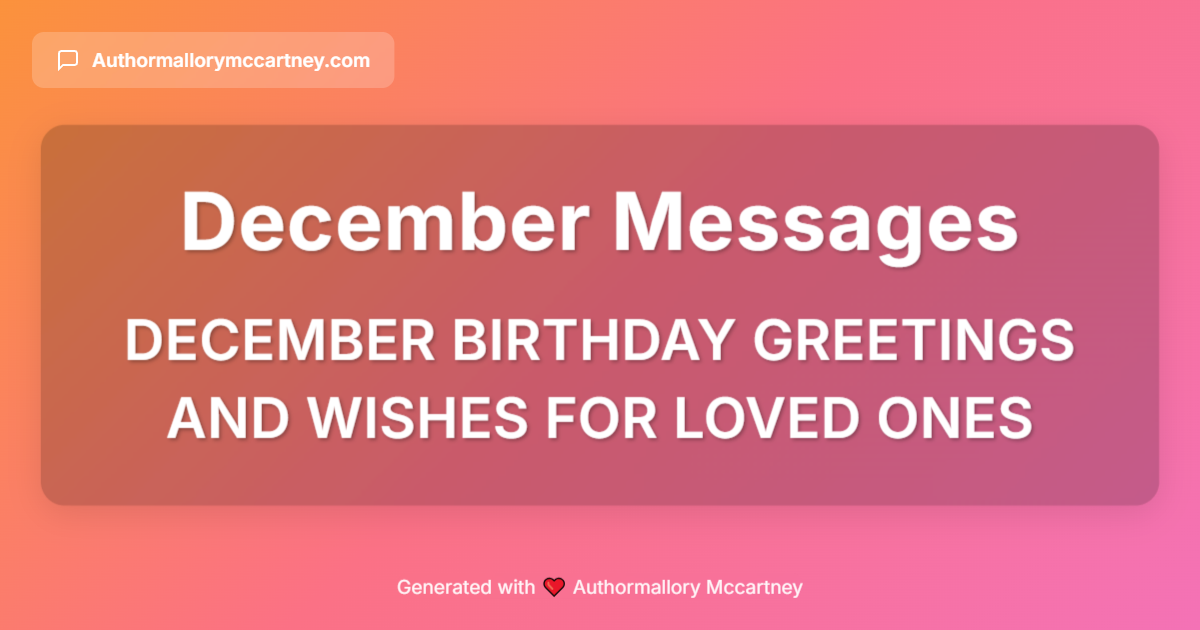 Authormallorymccartney.com
December Messages
DECEMBER BIRTHDAY GREETINGS
AND WISHES FOR LOVED ONES
Generated with ❤️ Authormallory Mccartney